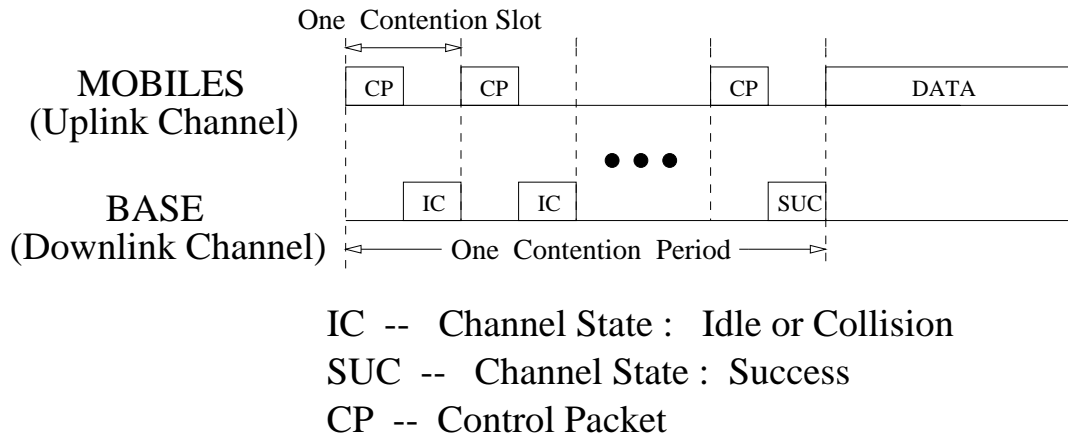 One Contention Slot
MOBILES
(Uplink Channel)
CP
CP
CP
DATA
BASE
(Downlink Channel)
IC
IC
SUC
One Contention Period
IC -- Channel State : Idle or Collision
SUC -- Channel State : Success
CP -- Control Packet